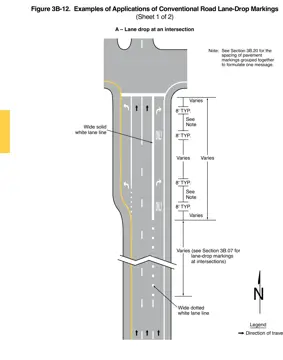 Figure 3B-12. Examples of Applications of Conventional Road Lane-Drop Markings
(Sheet 1 of 2)
A – Lane drop at an intersection
Note: See Section 3B.20 for the
spacing of pavement
markings grouped together
to formulate one message.
Varies
8' TYP.
See
Note
8' TYP.
Wide solid
white lane line
Varies
Varies
8' TYP.
See
Note
8' TYP.
Varies
Varies (see Section 3B.07 for
lane-drop markings
at intersections)
Wide dotted
white lane line
N
Legend
Direction of trave